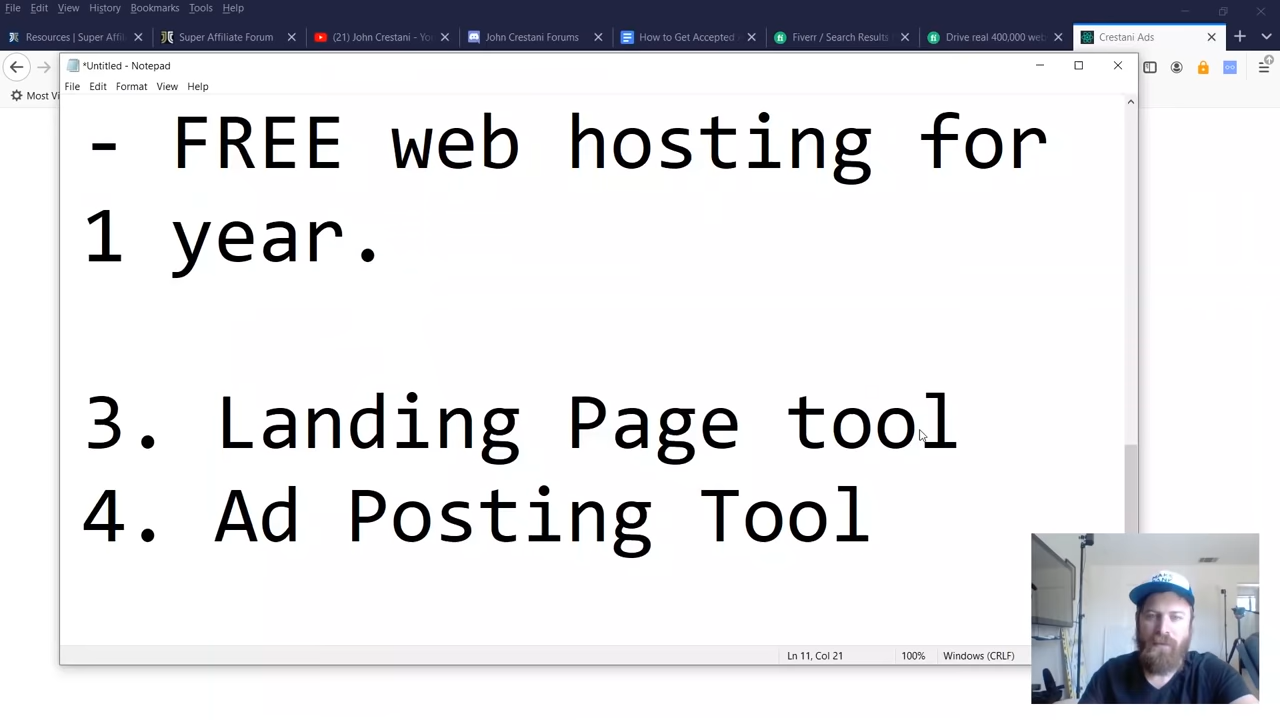 File Edit View History Bookmarks Tools Help
Resources | Super Affili
Super Affiliate Forum
(21) John Crestani - Yo
John Crestani Forums
How to Get Accepted
Fiverr / Search Results
Drive real 400,000 web
Crestani Ads
Most Vi
*Untitled - Notepad
File Edit Format View Help
- FREE web hosting for
1 year.
3. Landing Page tool
4. Ad Posting Tool
Ln 11, Col 21
100%
Windows (CRLF)